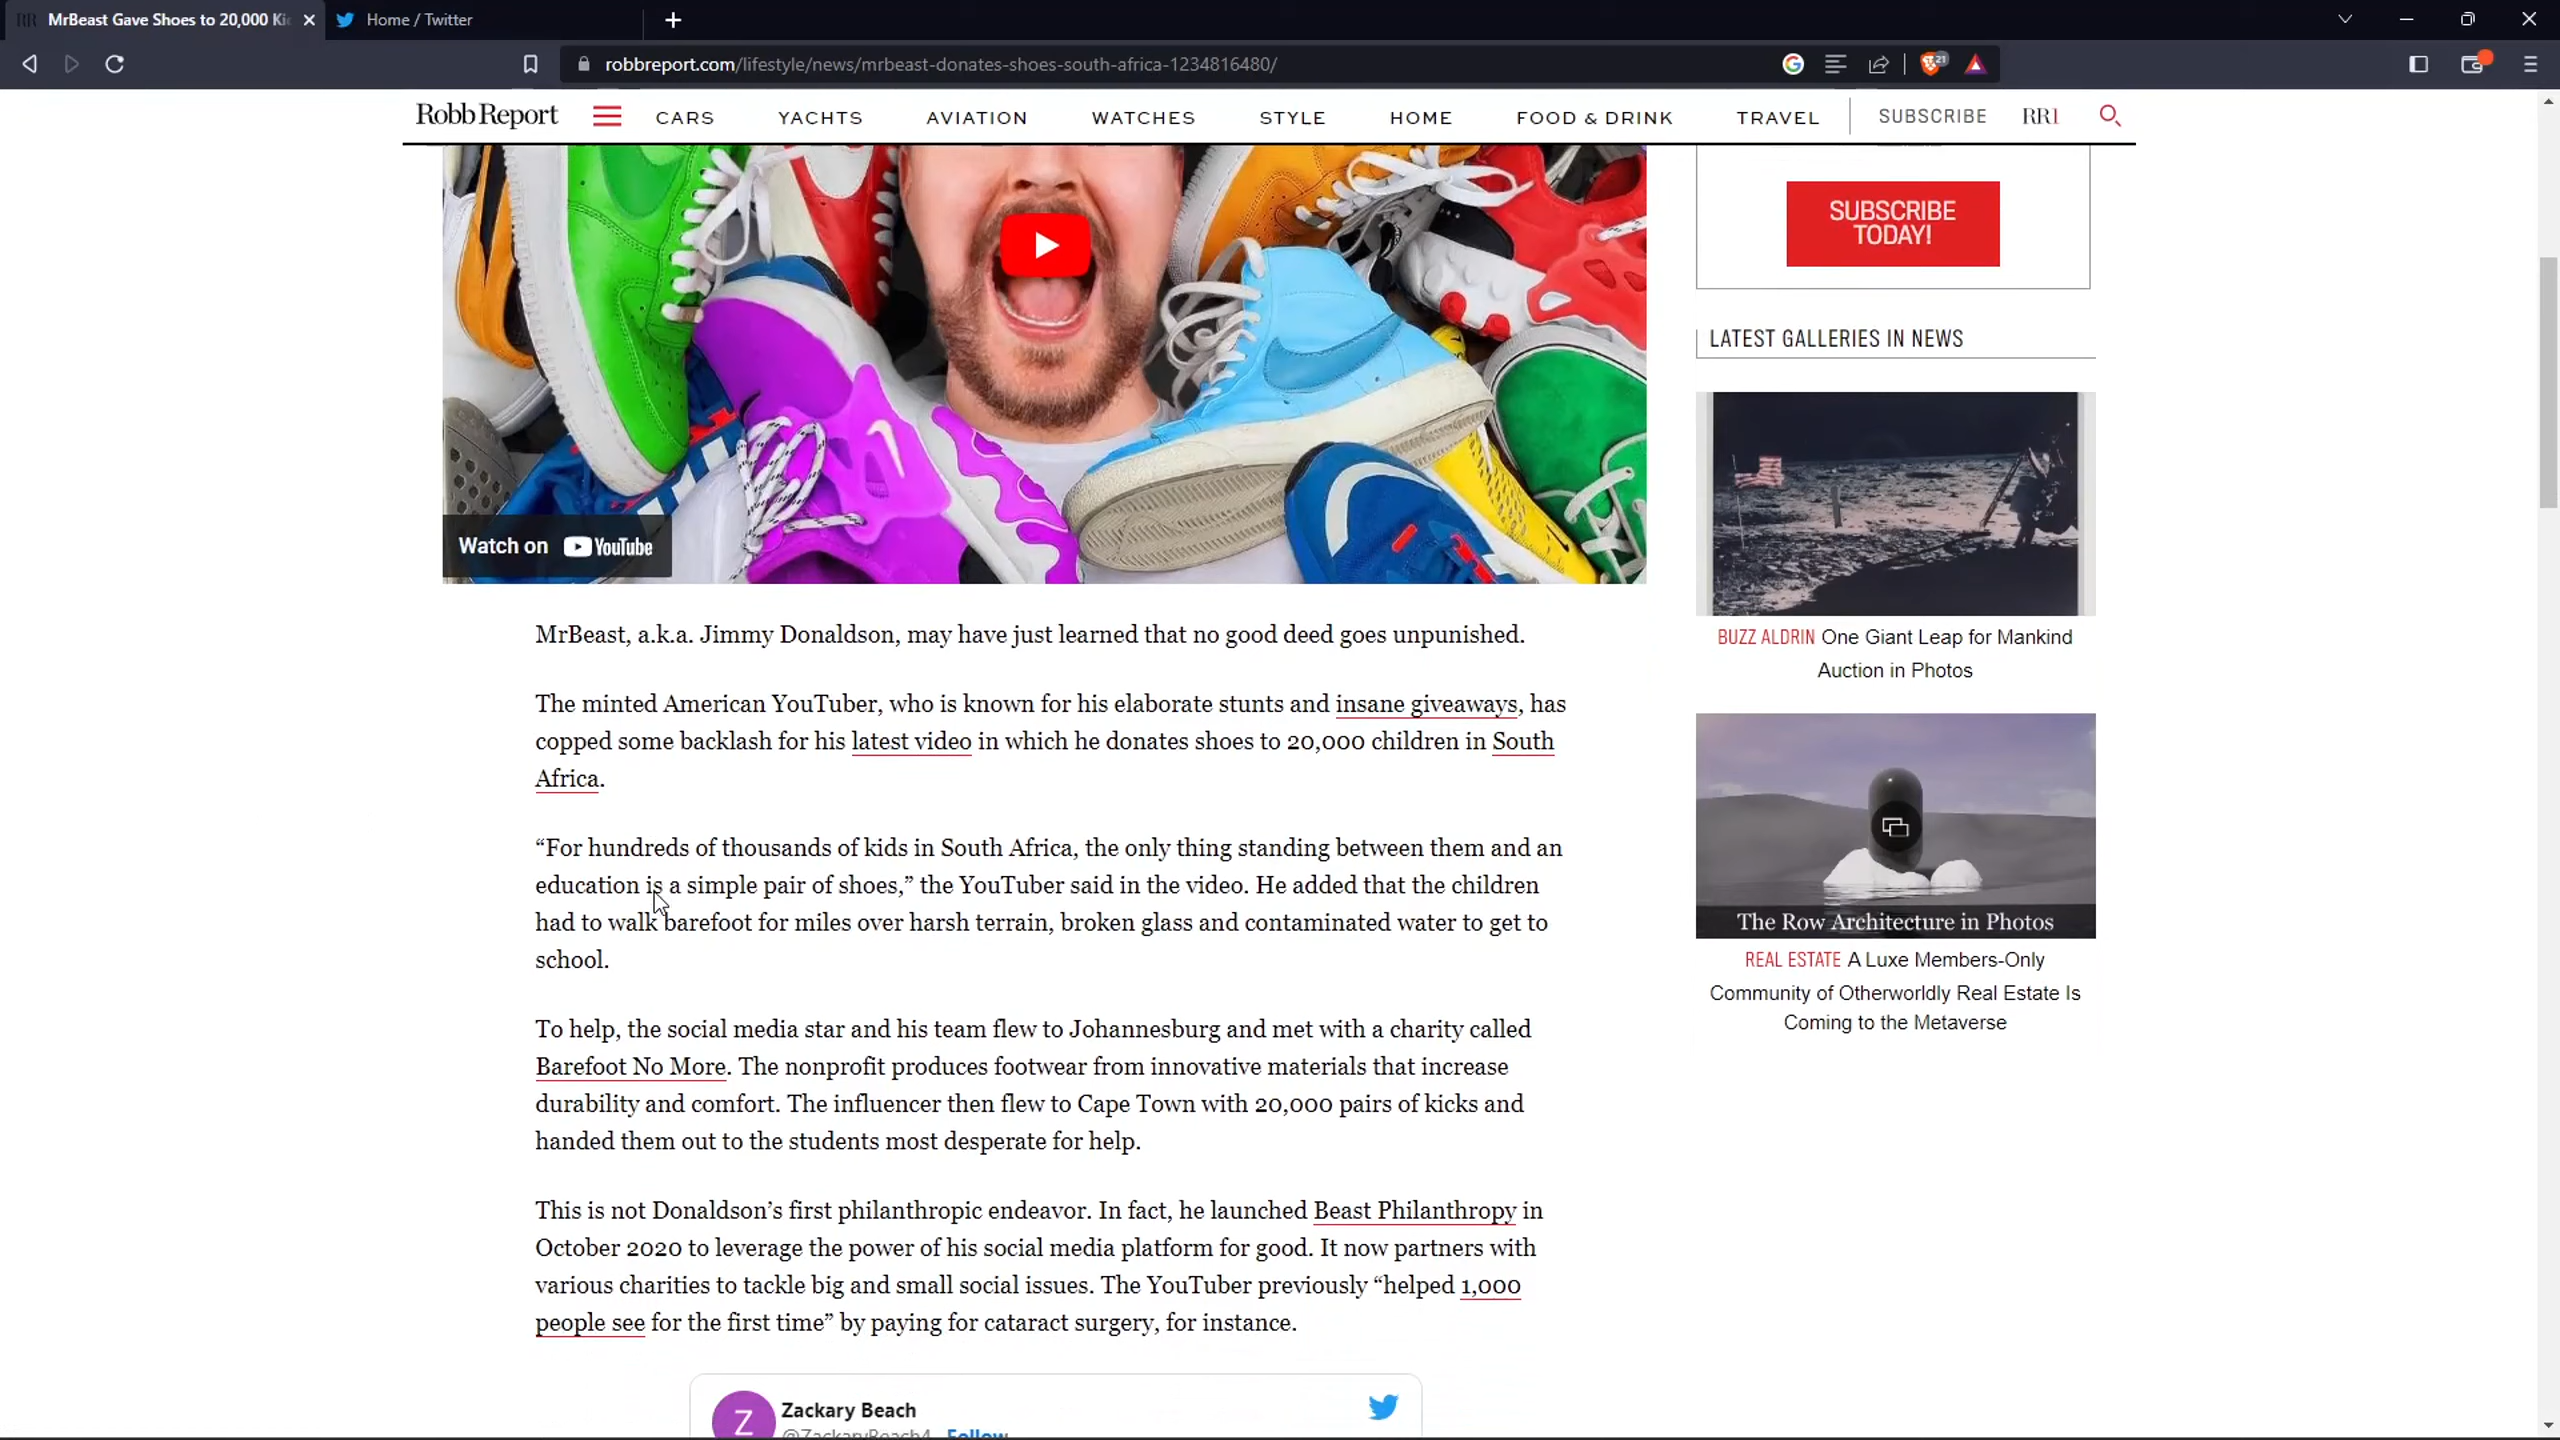 RR MrBeast Gave Shoes to 20,000 Ki
Home / Twitter
robbreport.com/lifestyle/news/mrbeast-donates-shoes-south-africa-1234816480/
21
Robb Report
CARS
YACHTS
AVIATION
WATCHES
STYLE
HOME
FOOD & DRINK
TRAVEL
SUBSCRIBE
RR1
Watch on YouTube
MrBeast, a.k.a. Jimmy Donaldson, may have just learned that no good deed goes unpunished.
The minted American YouTuber, who is known for his elaborate stunts and insane giveaways, has
copped some backlash for his latest video in which he donates shoes to 20,000 children in South
Africa.
“For hundreds of thousands of kids in South Africa, the only thing standing between them and an
education is a simple pair of shoes,” the YouTuber said in the video. He added that the children
had to walk barefoot for miles over harsh terrain, broken glass and contaminated water to get to
school.
To help, the social media star and his team flew to Johannesburg and met with a charity called
Barefoot No More. The nonprofit produces footwear from innovative materials that increase
durability and comfort. The influencer then flew to Cape Town with 20,000 pairs of kicks and
handed them out to the students most desperate for help.
This is not Donaldson’s first philanthropic endeavor. In fact, he launched Beast Philanthropy in
October 2020 to leverage the power of his social media platform for good. It now partners with
various charities to tackle big and small social issues. The YouTuber previously “helped 1,000
people see for the first time” by paying for cataract surgery, for instance.
Z
Zackary Beach
@ZackaryBeach4 Follow
SUBSCRIBE
TODAY!
LATEST GALLERIES IN NEWS
BUZZ ALDRIN One Giant Leap for Mankind
Auction in Photos
The Row Architecture in Photos
REAL ESTATE A Luxe Members-Only
Community of Otherworldly Real Estate Is
Coming to the Metaverse